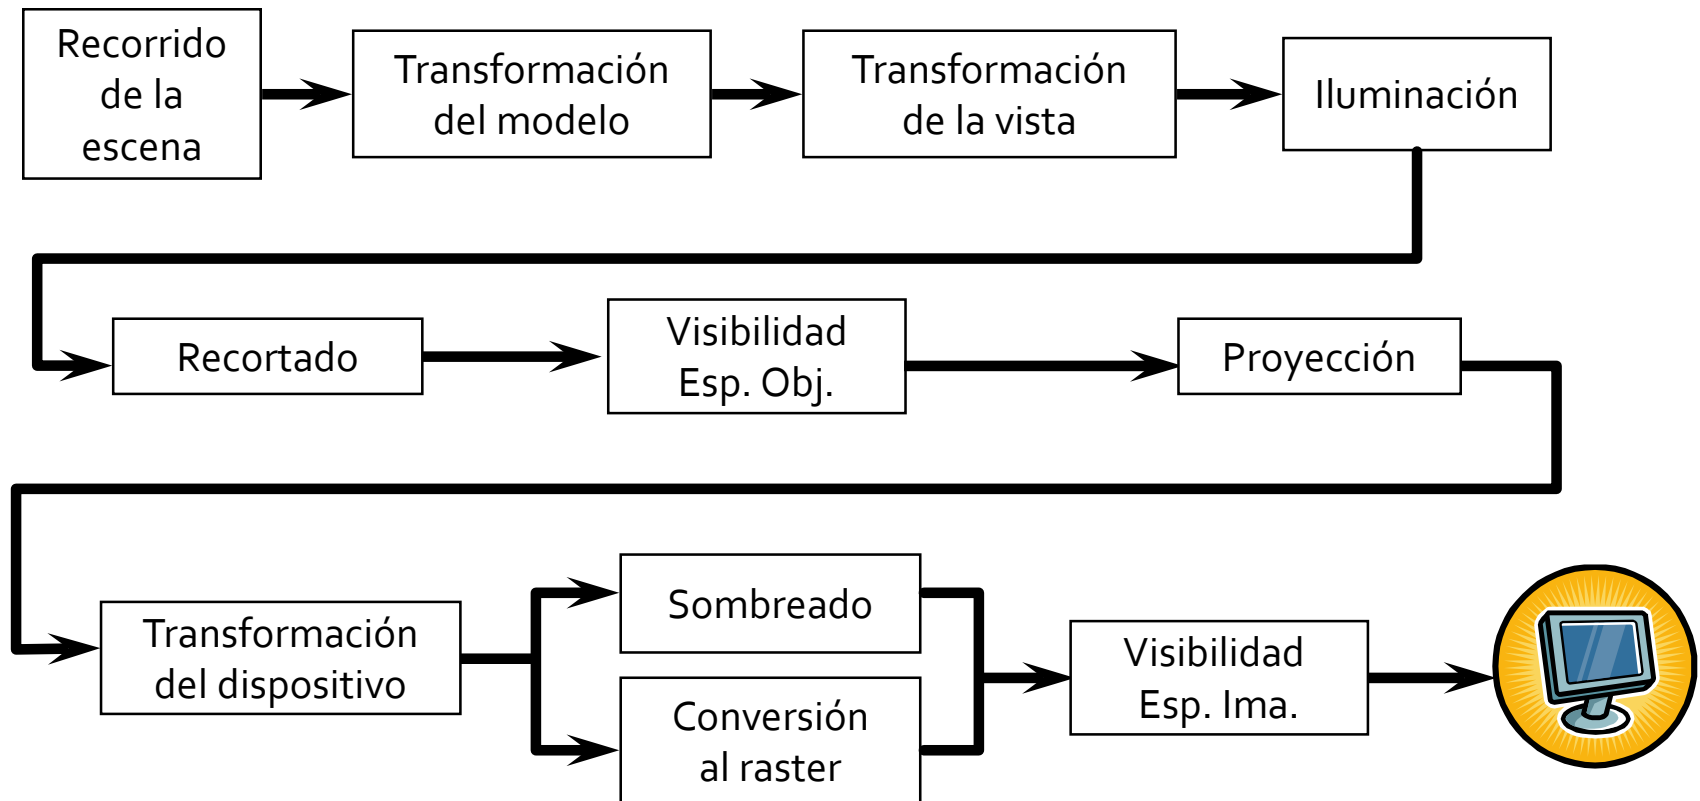 Recorrido
de la
escena
Transformación
del modelo
Transformación
de la vista
Iluminación
Recortado
Visibilidad
Esp. Obj.
Proyección
Transformación
del dispositivo
Sombreado
Conversión
al raster
Visibilidad
Esp. Ima.